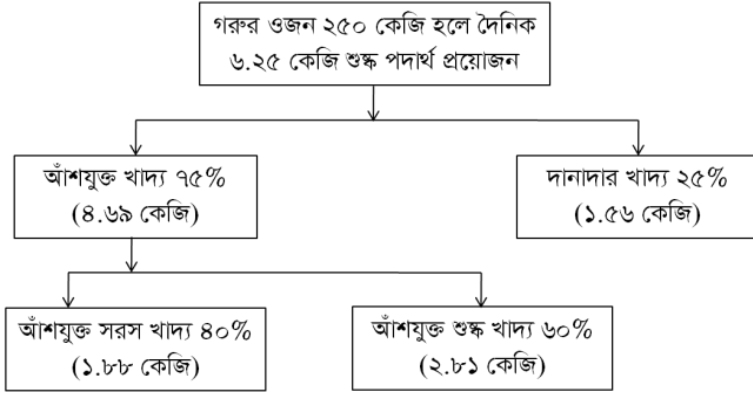 গরুর ওজন ২৫০ কেজি হলে দৈনিক
৬.২৫ কেজি শুষ্ক পদার্থ প্রয়োজন
আঁশযুক্ত খাদ্য ৭৫%
(৪.৬৯ কেজি)
দানাদার খাদ্য ২৫%
(১.৫৬ কেজি)
আঁশযুক্ত সরস খাদ্য ৪০%
(১.৮৮ কেজি)
আঁশযুক্ত শুষ্ক খাদ্য ৬০%
(২.৮১ কেজি)